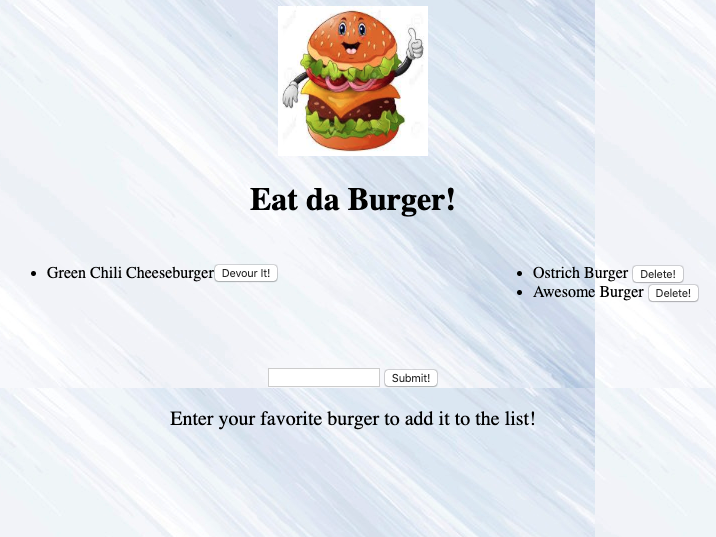 Eat da Burger!
Green Chili Cheeseburger Devour It!
Ostrich Burger Delete!
Awesome Burger Delete!
Submit!
Enter your favorite burger to add it to the list!